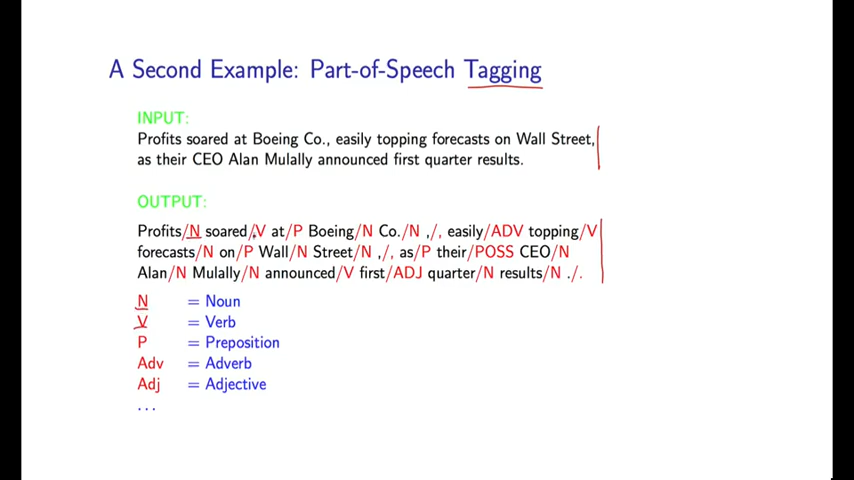 A Second Example: Part-of-Speech Tagging
INPUT:
Profits soared at Boeing Co., easily topping forecasts on Wall Street,
as their CEO Alan Mulally announced first quarter results.
OUTPUT:
Profits/N soared/V at/P Boeing/N Co./N ,/, easily/ADV topping/V
forecasts/N on/P Wall/N Street/N ,/, as/P their/POSS CEO/N
Alan/N Mulally/N announced/V first/ADJ quarter/N results/N ./.
N = Noun
V = Verb
P = Preposition
Adv = Adverb
Adj = Adjective
...